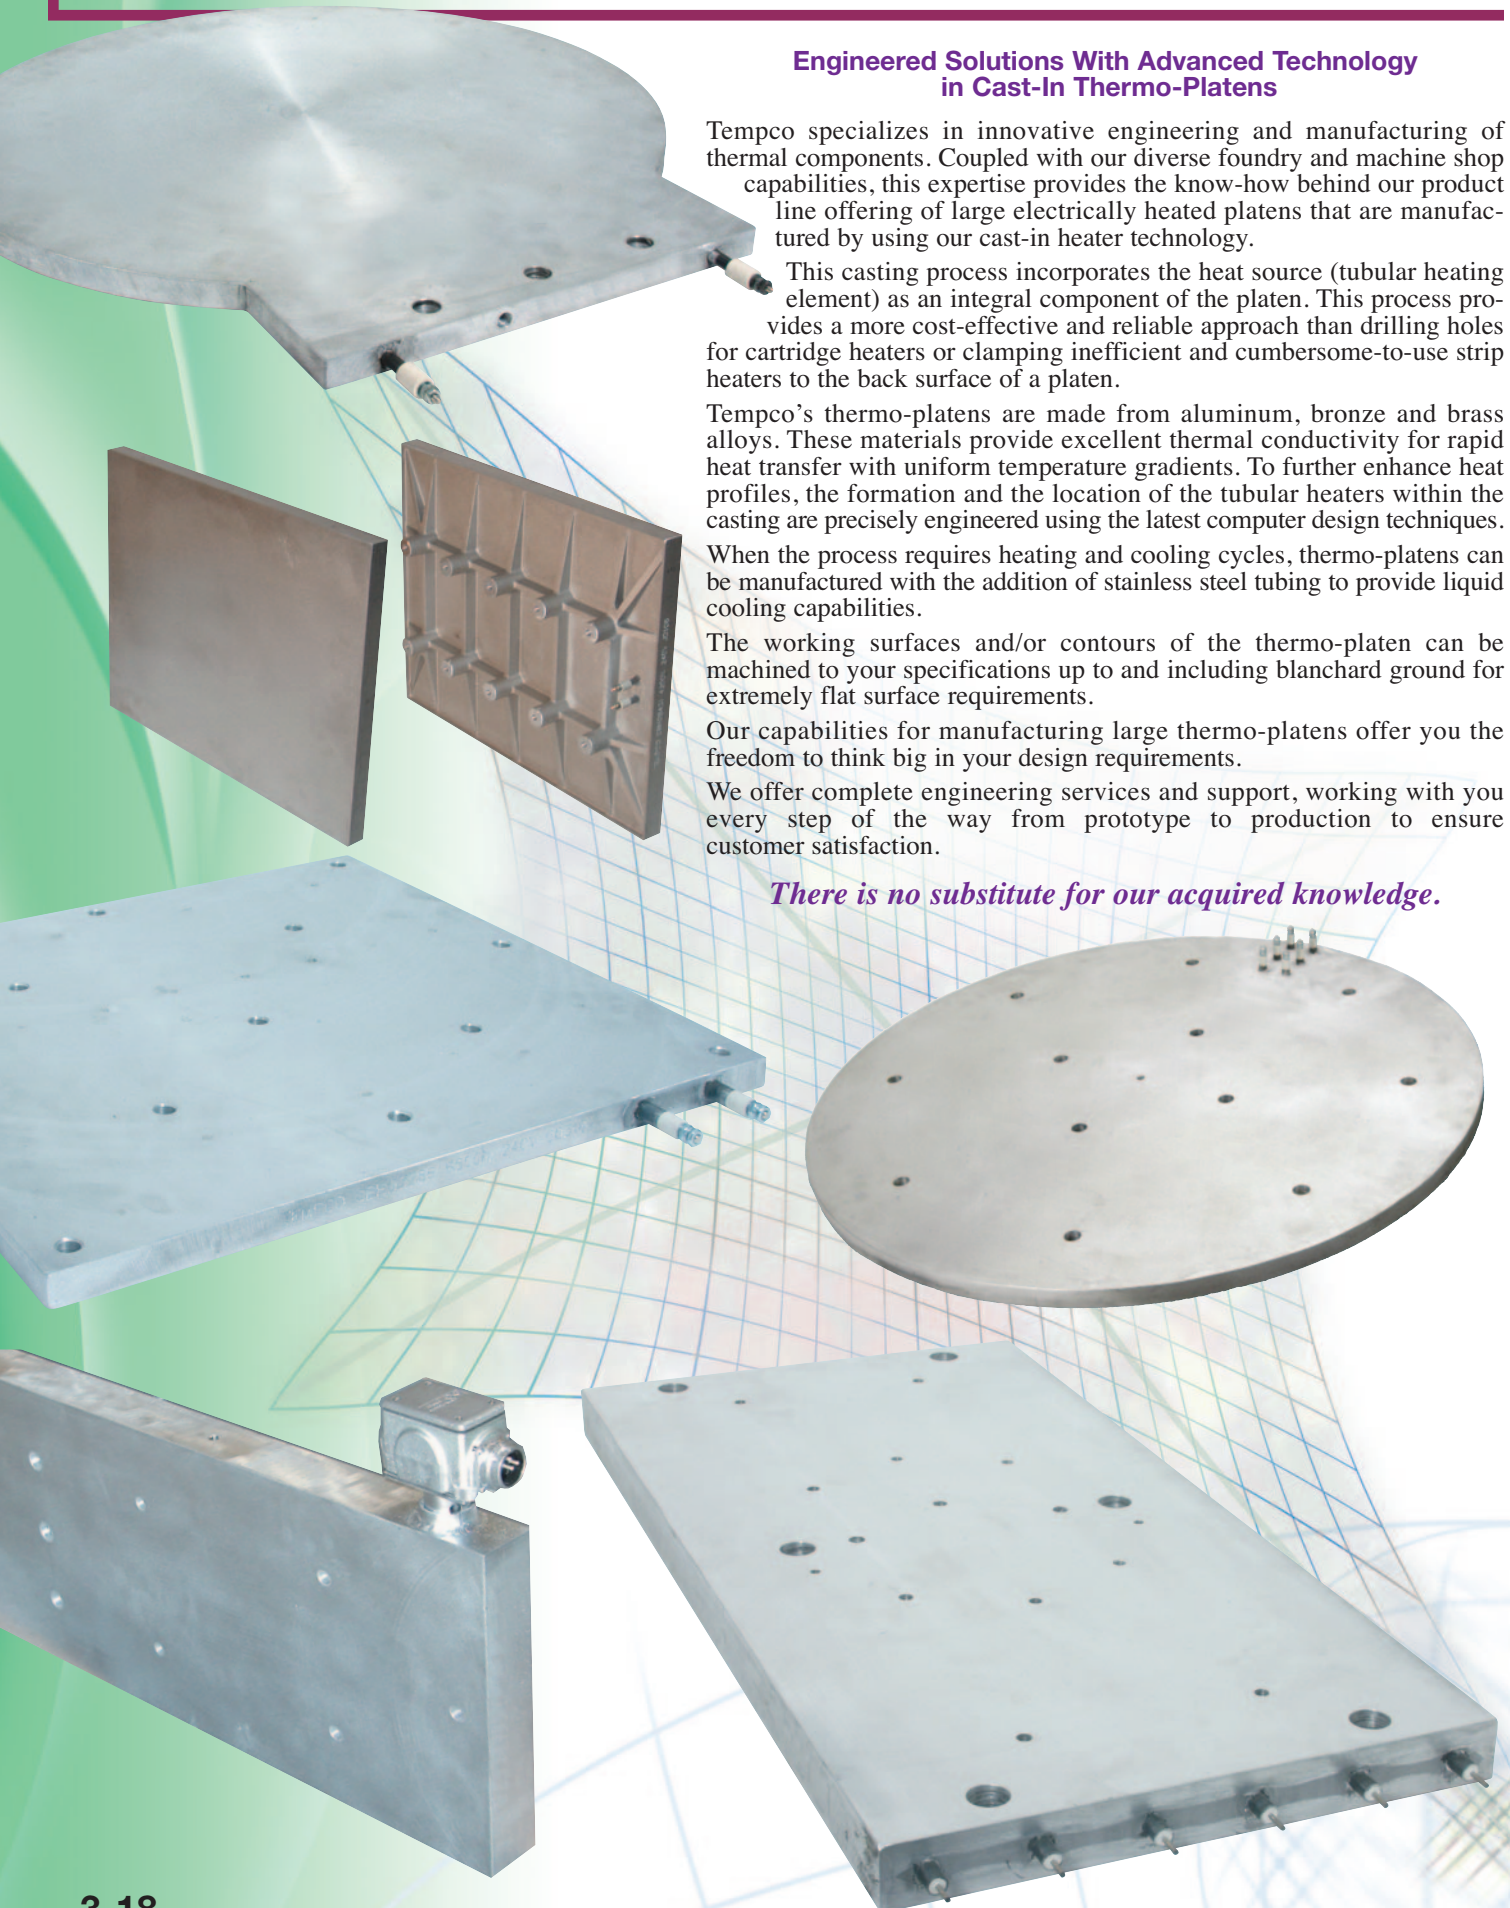 Engineered Solutions With Advanced Technology
in Cast-In Thermo-Platens
Tempco specializes in innovative engineering and manufacturing of
thermal components. Coupled with our diverse foundry and machine shop
capabilities, this expertise provides the know-how behind our product
line offering of large electrically heated platens that are manufac-
tured by using our cast-in heater technology.
This casting process incorporates the heat source (tubular heating
element) as an integral component of the platen. This process pro-
vides a more cost-effective and reliable approach than drilling holes
for cartridge heaters or clamping inefficient and cumbersome-to-use strip
heaters to the back surface of a platen.
Tempco’s thermo-platens are made from aluminum, bronze and brass
alloys. These materials provide excellent thermal conductivity for rapid
heat transfer with uniform temperature gradients. To further enhance heat
profiles, the formation and the location of the tubular heaters within the
casting are precisely engineered using the latest computer design techniques.
When the process requires heating and cooling cycles, thermo-platens can
be manufactured with the addition of stainless steel tubing to provide liquid
cooling capabilities.
The working surfaces and/or contours of the thermo-platen can be
machined to your specifications up to and including blanchard ground for
extremely flat surface requirements.
Our capabilities for manufacturing large thermo-platens offer you the
freedom to think big in your design requirements.
We offer complete engineering services and support, working with you
every step of the way from prototype to production to ensure
customer satisfaction.
There is no substitute for our acquired knowledge.
3-18